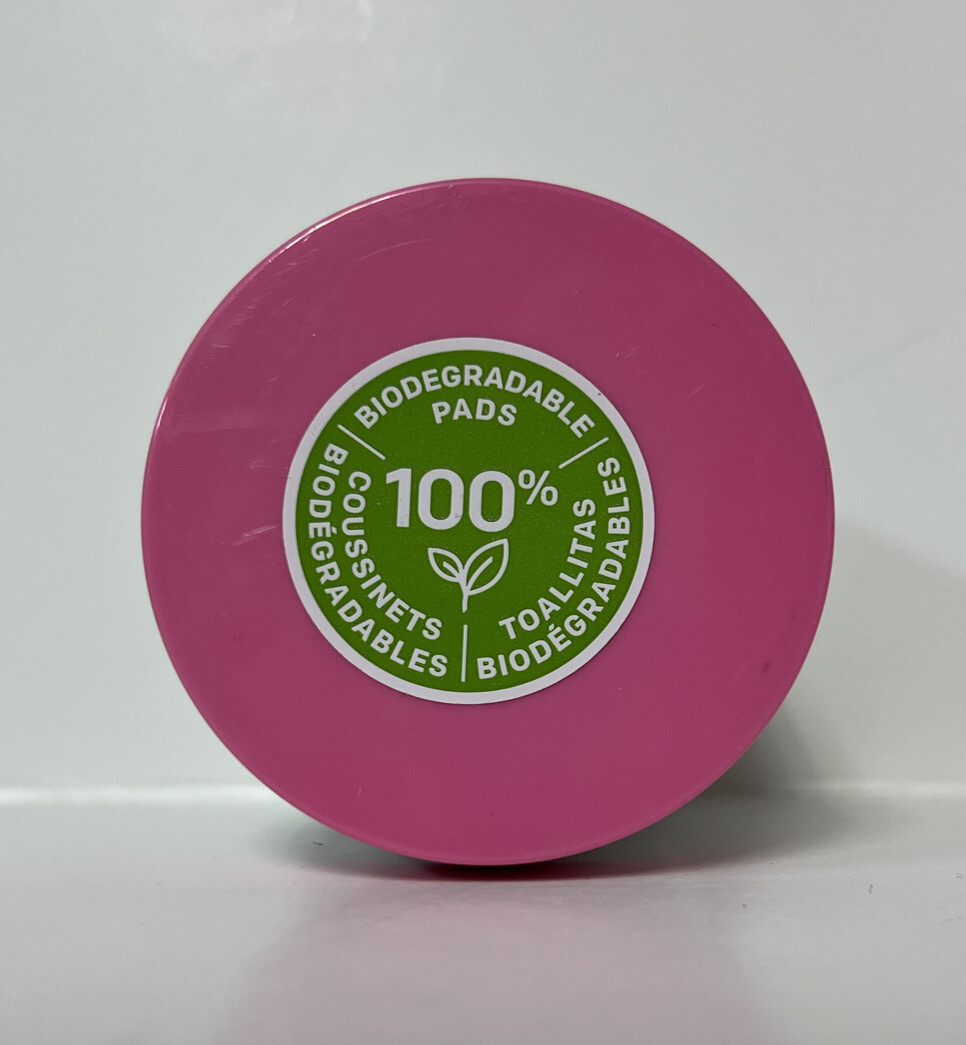 BIODEGRADABLE
PADS
100%
COUSSINETS
BIODÉGRADABLES
TOALLITAS
BIODÉGRADABLES